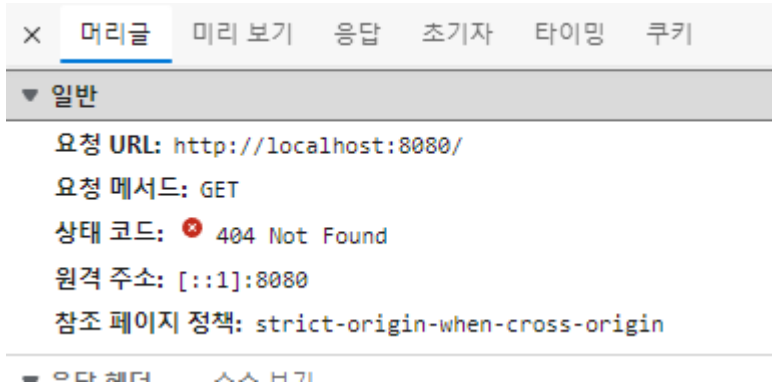 × 머리글 미리 보기 응답 초기자 타이밍 쿠키
▼ 일반
요청 URL: http://localhost:8080/
요청 메서드: GET
상태 코드: 404 Not Found
원격 주소: [::1]:8080
참조 페이지 정책: strict-origin-when-cross-origin